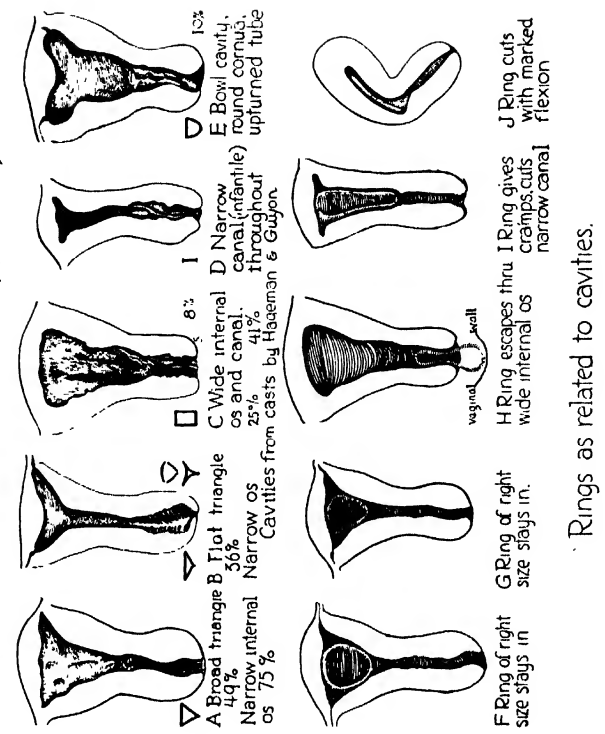 A Broad triangle
49%
Narrow internal
os 75%
B Flat triangle
36%
Narrow os
8%
C Wide internal
os and canal.
25% 41%
D Narrow
canal (infantile)
throughout
10%
E Bowl cavity,
round cornus,
upturned tube
Cavities from casts by Hageman & Guyon
F Ring of right
size stays in
G Ring of right
size stays in.
vaginal wall
H Ring escapes thru
wide internal os
I Ring gives
cramps, cuts
narrow canal
J Ring cuts
with marked
flexion
Rings as related to cavities.